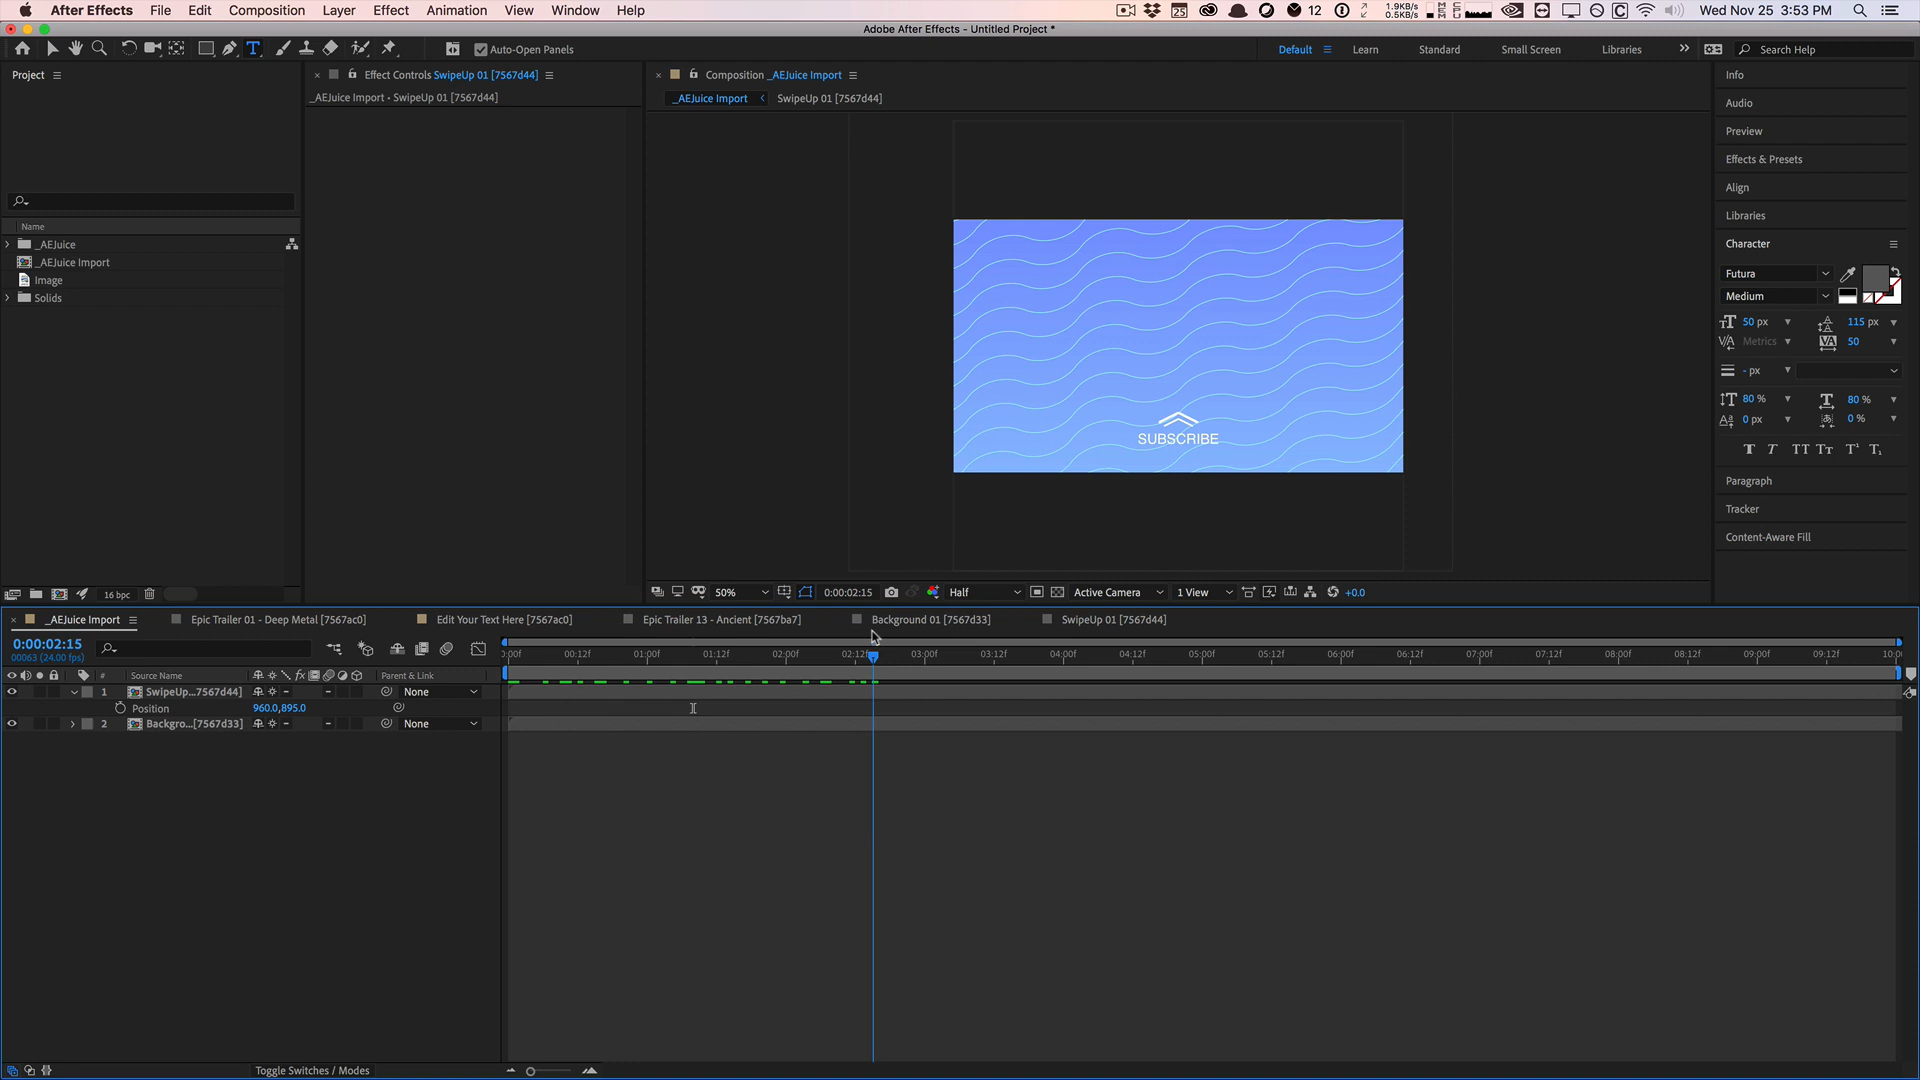 After Effects File Edit Composition Layer Effect Animation View Window Help 25 12 1.9KB/s 0.5KB/s Wed Nov 25 3:53 PM
Adobe After Effects - Untitled Project *
Auto-Open Panels Default Learn Standard Small Screen Libraries Search Help
Project Effect Controls SwipeUp 01 [7567d44] Composition _AEJuice Import Info
_AEJuice Import • SwipeUp 01 [7567d44] _AEJuice Import SwipeUp 01 [7567d44]
Audio
Preview
Effects & Presets
Align
Libraries
Name
_AEJuice
_AEJuice Import
Image
Solids
Character
Futura
Medium
50 px 115 px
Metrics 50
- px
80 % 80 %
0 px 0 %
T T TT Tt T¹ T₁
Paragraph
Tracker
Content-Aware Fill
SUBSCRIBE
16 bpc 50% 0:00:02:15 Half Active Camera 1 View +0.0
_AEJuice Import Epic Trailer 01 - Deep Metal [7567ac0] Edit Your Text Here [7567ac0] Epic Trailer 13 - Ancient [7567ba7] Background 01 [7567d33] SwipeUp 01 [7567d44]
0:00:02:15
00063 (24.00 fps)
:00f 00:12f 01:00f 01:12f 02:00f 02:12f 03:00f 03:12f 04:00f 04:12f 05:00f 05:12f 06:00f 06:12f 07:00f 07:12f 08:00f 08:12f 09:00f 09:12f 10:0
# Source Name fx Parent & Link
1 SwipeUp...7567d44] None
Position 960.0,895.0
2 Backgro...[7567d33] None
Toggle Switches / Modes